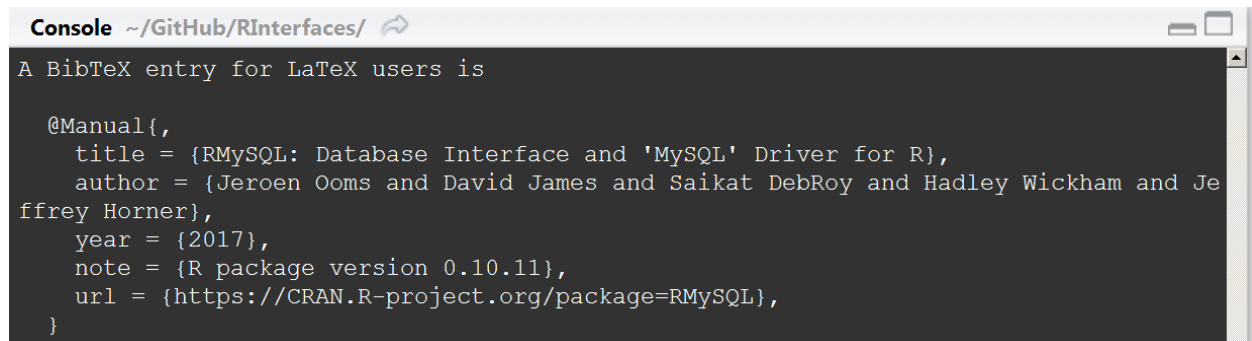 Console ~/GitHub/RInterfaces/
A BibTeX entry for LaTeX users is
@Manual{,
title = {RMySQL: Database Interface and 'MySQL' Driver for R},
author = {Jeroen Ooms and David James and Saikat DebRoy and Hadley Wickham and Je
ffrey Horner},
year = {2017},
note = {R package version 0.10.11},
url = {https://CRAN.R-project.org/package=RMySQL},
}